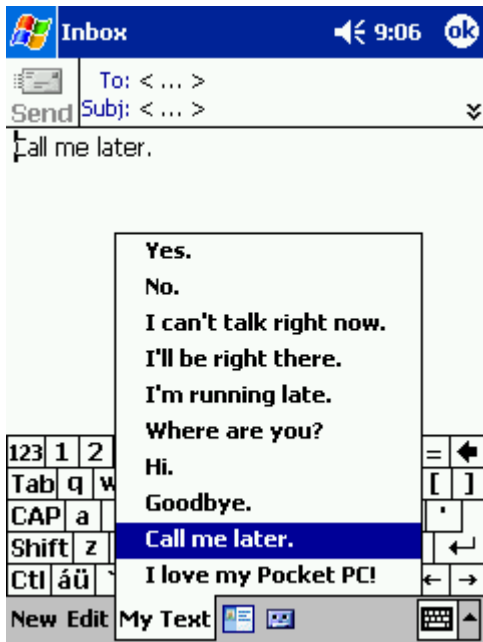 Inbox 9:06 ok
To: < ... >
Send Subj: < ... >
Call me later.
Yes.
No.
I can't talk right now.
I'll be right there.
I'm running late.
Where are you?
Hi.
Goodbye.
Call me later.
I love my Pocket PC!
123 1 2 =
Tab q w [ ]
CAP a '
Shift z
Ctl áü `
New Edit My Text